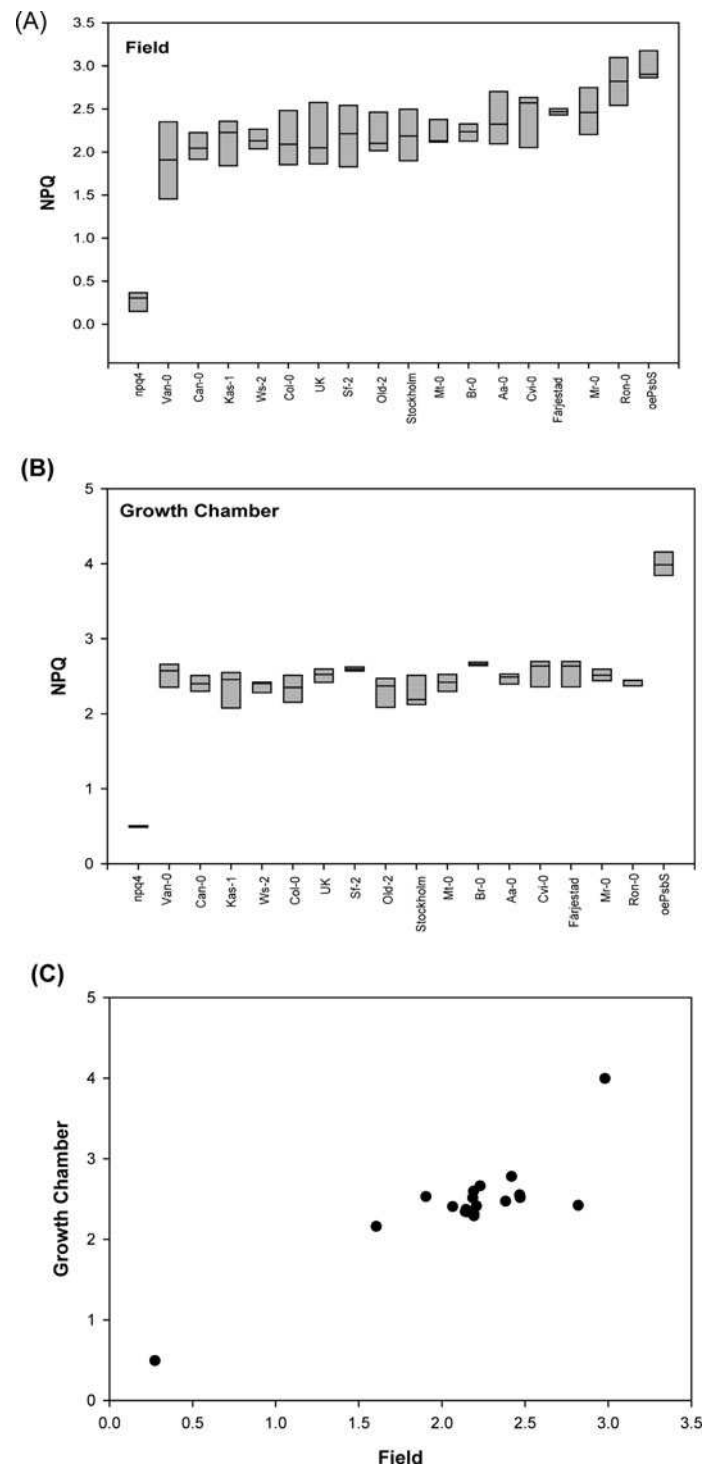 (A)
Field
3.5
3.0
2.5
2.0
1.5
1.0
0.5
0.0
NPQ
npq4
Van-0
Can-0
Kas-1
Ws-2
Col-0
UK
Sf-2
Old-2
Stockholm
Mt-0
Br-0
Aa-0
Cvi-0
Färjestad
Mr-0
Ron-0
oePsbS
(B)
Growth Chamber
5
4
3
2
1
0
NPQ
npq4
Van-0
Can-0
Kas-1
Ws-2
Col-0
UK
Sf-2
Old-2
Stockholm
Mt-0
Br-0
Aa-0
Cvi-0
Färjestad
Mr-0
Ron-0
oePsbS
(C)
5
4
3
2
1
0
Growth Chamber
0.0 0.5 1.0 1.5 2.0 2.5 3.0 3.5
Field